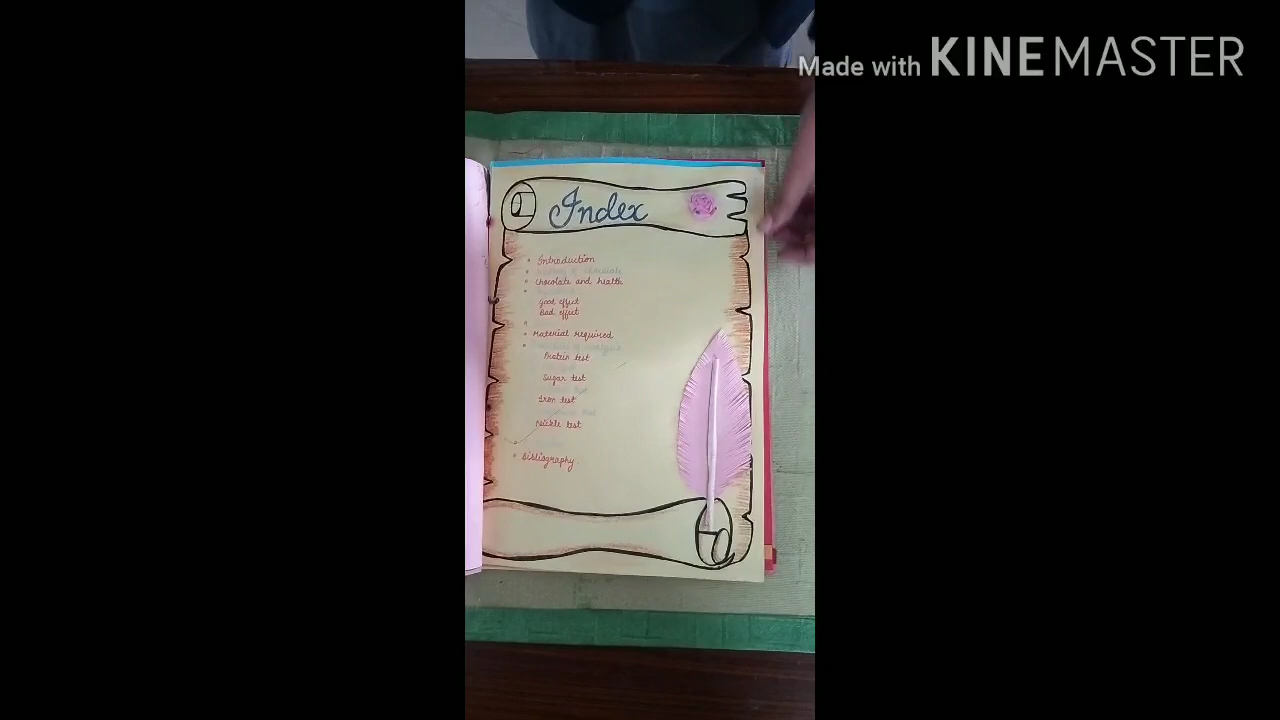 Made with KINEMASTER
Index
Introduction
Chocolate and health
Good effect
Bad effect
Material required
Protein test
Sugar test
Iron test
Nickle test
Bibliography.